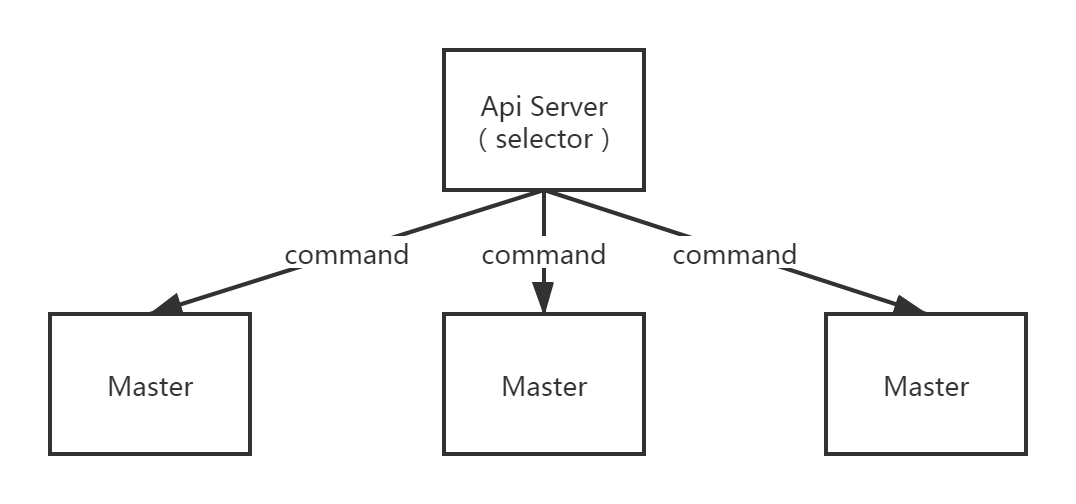 Api Server
( selector )
command
command
command
Master
Master
Master